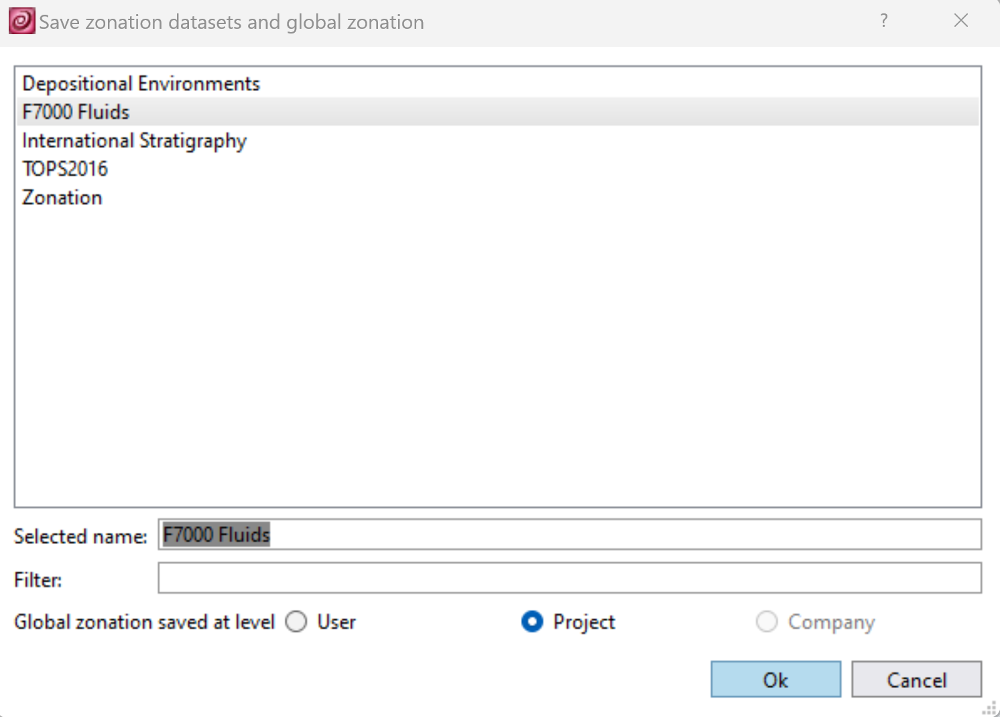 Save zonation datasets and global zonation ?
Depositional Environments
F7000 Fluids
International Stratigraphy
TOPS2016
Zonation
Selected name: F7000 Fluids
Filter:
Global zonation saved at level User Project Company
Ok Cancel